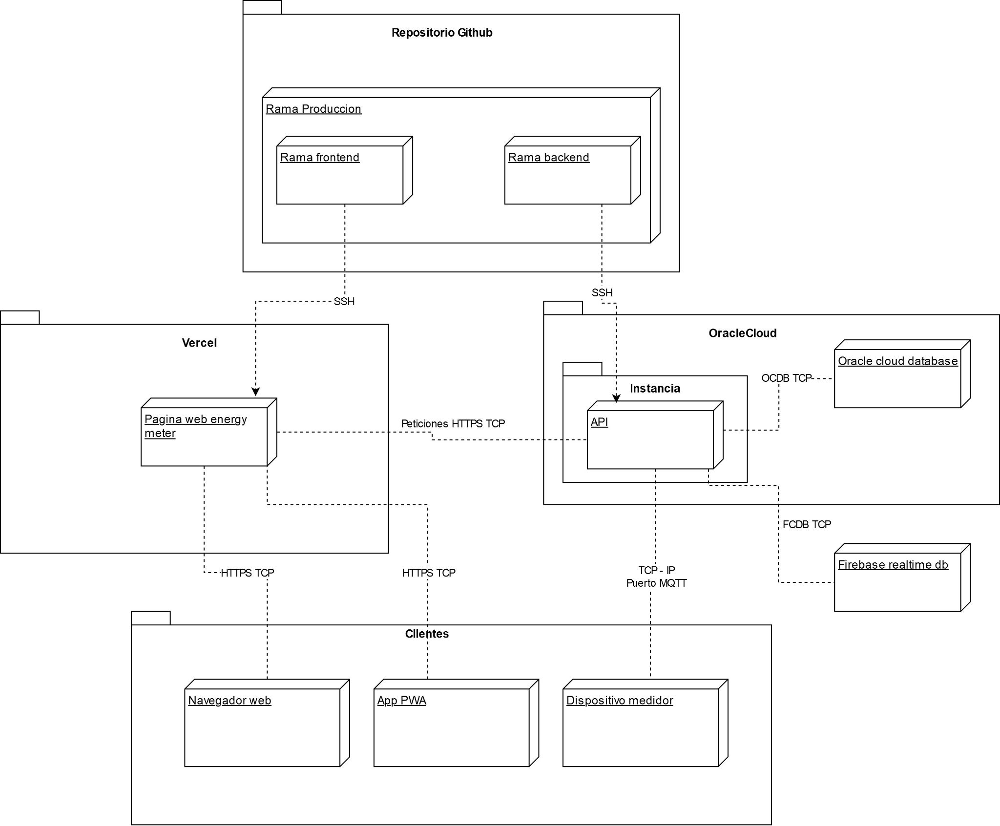 Repositorio Github
Rama Produccion
Rama frontend
Rama backend
SSH
SSH
Vercel
OracleCloud
Oracle cloud database
OCDB TCP
Instancia
API
Pagina web energy
meter
Peticiones HTTPS TCP
FCDB TCP
Firebase realtime db
HTTPS TCP
HTTPS TCP
TCP - IP
Puerto MQTT
Clientes
Navegador web
App PWA
Dispositivo medidor